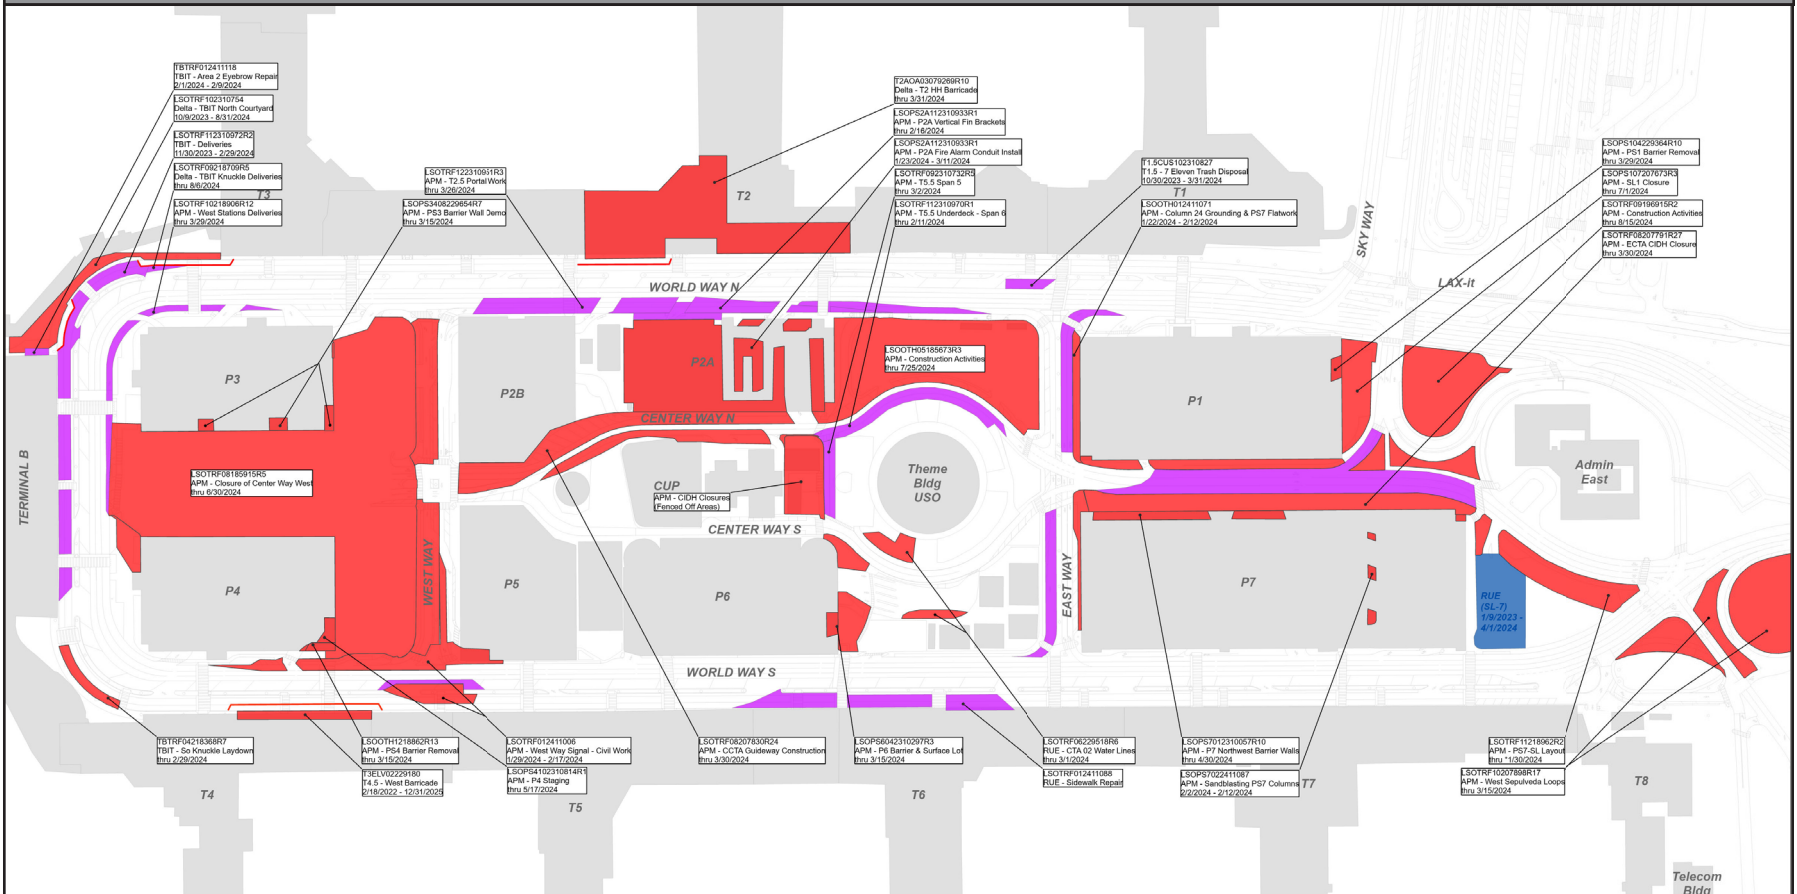 TBTRF012411118
TBIT - Area 2 Eyebrow Repair
2/1/2024 - 2/9/2024
LSOTRF102310754
Delta - TBIT North Courtyard
10/9/2023 - 8/31/2024
LSOTRF112310972R2
TBIT - Deliveries
11/30/2023 - 2/29/2024
LSOTRF09218709R5
Delta - TBIT Knuckle Deliveries
thru 8/6/2024
T3
LSOTRF10218906R12
APM - West Stations Deliveries
thru 3/29/2024
LSOTRF122310951R3
APM - T2.5 Portal Work
thru 3/26/2024
LSOPS3408229654R7
APM - PS3 Barrier Wall Demo
thru 3/15/2024
T2AOA03079269R10
Delta - T2 HH Barricade
thru 3/31/2024
LSOPS2A112310933R1
APM - P2A Vertical Fin Brackets
thru 2/16/2024
LSOPS2A112310933R1
APM - P2A Fire Alarm Conduit Install
1/23/2024 - 3/11/2024
LSOTRF092310732R5
APM - T5.5 Span 5
thru 3/2/2024
LSOTRF112310970R1
APM - T5.5 Underdeck - Span 6
thru 2/11/2024
T2
T1.5CUS102310827
T1.5 - 7 Eleven Trash Disposal
10/30/2023 - 3/31/2024
T1
LSOOTH012411071
APM - Column 24 Grounding & PS7 Flatwork
1/22/2024 - 2/12/2024
LSOPS104229364R10
APM - PS1 Barrier Removal
thru 3/29/2024
LSOPS107207673R3
APM - SL1 Closure
thru 7/1/2024
LSOTRF09196915R2
APM - Construction Activities
thru 8/15/2024
LSOTRF08207791R27
APM - ECTA CIDH Closure
thru 3/30/2024
SKY WAY
LAX-it
WORLD WAY N
P3
P2B
P2A
LSOOTH05185673R3
APM - Construction Activities
thru 7/25/2024
P1
CENTER WAY N
TERMINAL B
LSOTRF08185915R5
APM - Closure of Center Way West
thru 6/30/2024
CUP
APM - CIDH Closures
(Fenced Off Areas)
Theme
Bldg
USO
Admin
East
CENTER WAY S
WEST WAY
EAST WAY
P4
P5
P6
P7
RUE
(SL-7)
1/9/2023 -
4/1/2024
WORLD WAY S
TBTRF04218368R7
TBIT - So Knuckle Laydown
thru 2/29/2024
LSOOTH1218862R13
APM - PS4 Barrier Removal
thru 3/15/2024
T3ELV02229180
T4.5 - West Barricade
2/18/2022 - 12/31/2025
LSOTRF012411006
APM - West Way Signal - Civil Work
1/29/2024 - 2/17/2024
LSOPS4102310814R1
APM - P4 Staging
thru 5/17/2024
LSOTRF08207830R24
APM - CCTA Guideway Construction
thru 3/30/2024
LSOPS6042310297R3
APM - P6 Barrier & Surface Lot
thru 3/15/2024
LSOTRF06229518R6
RUE - CTA 02 Water Lines
thru 3/1/2024
LSOTRF012411088
RUE - Sidewalk Repair
LSOPS7012310057R10
APM - P7 Northwest Barrier Walls
thru 4/30/2024
LSOPS7022411087
APM - Sandblasting PS7 Columns
2/2/2024 - 2/12/2024
LSOTRF11218962R2
APM - PS7-SL Layout
thru "1/30/2024
LSOTRF10207898R17
APM - West Sepulveda Loops
thru 3/15/2024
T4
T5
T6
T7
T8
Telecom
Bldg